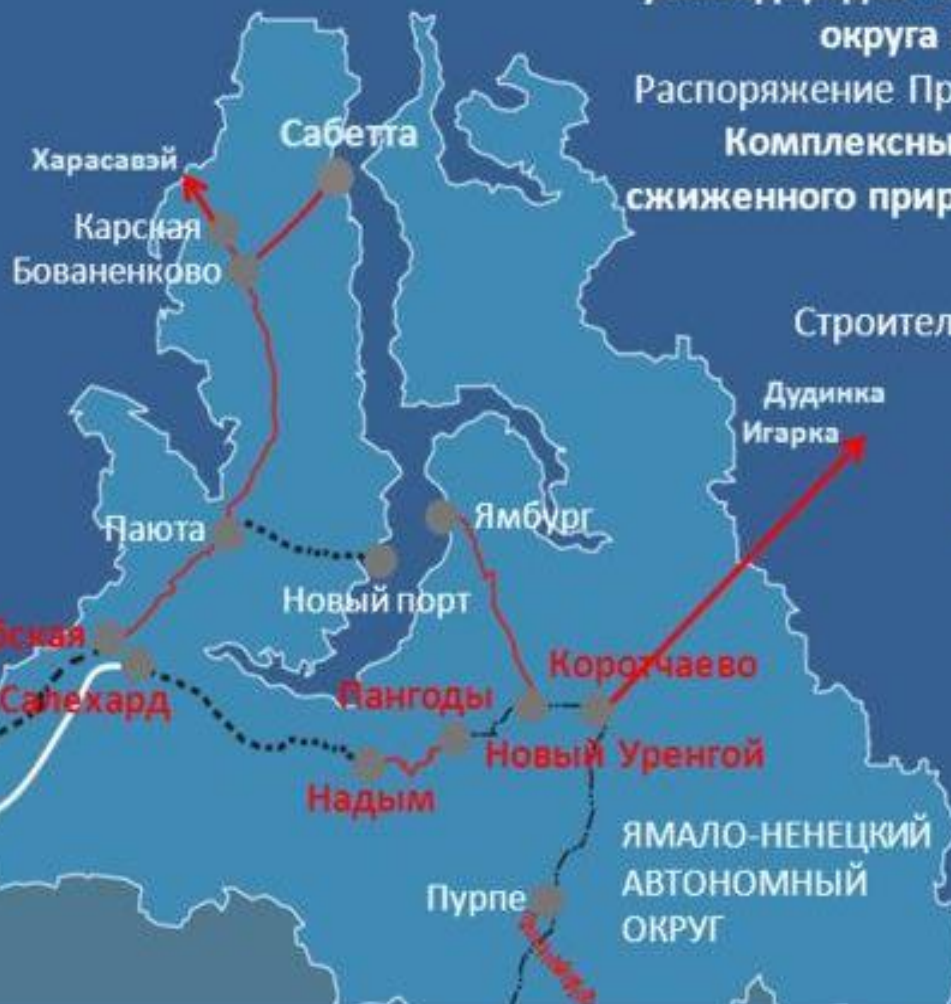 округа
Распоряжение Пр
Комплексны
сжиженного прир
Сабетта
Харасавэй
Карская
Бованенково
Строител
Дудинка
Игарка
Паюта
Ямбург
Новый порт
бская
Салехард
Коротчаево
Пангоды
Новый Уренгой
Надым
ЯМАЛО-НЕНЕЦКИЙ
АВТОНОМНЫЙ
ОКРУГ
Пурпе